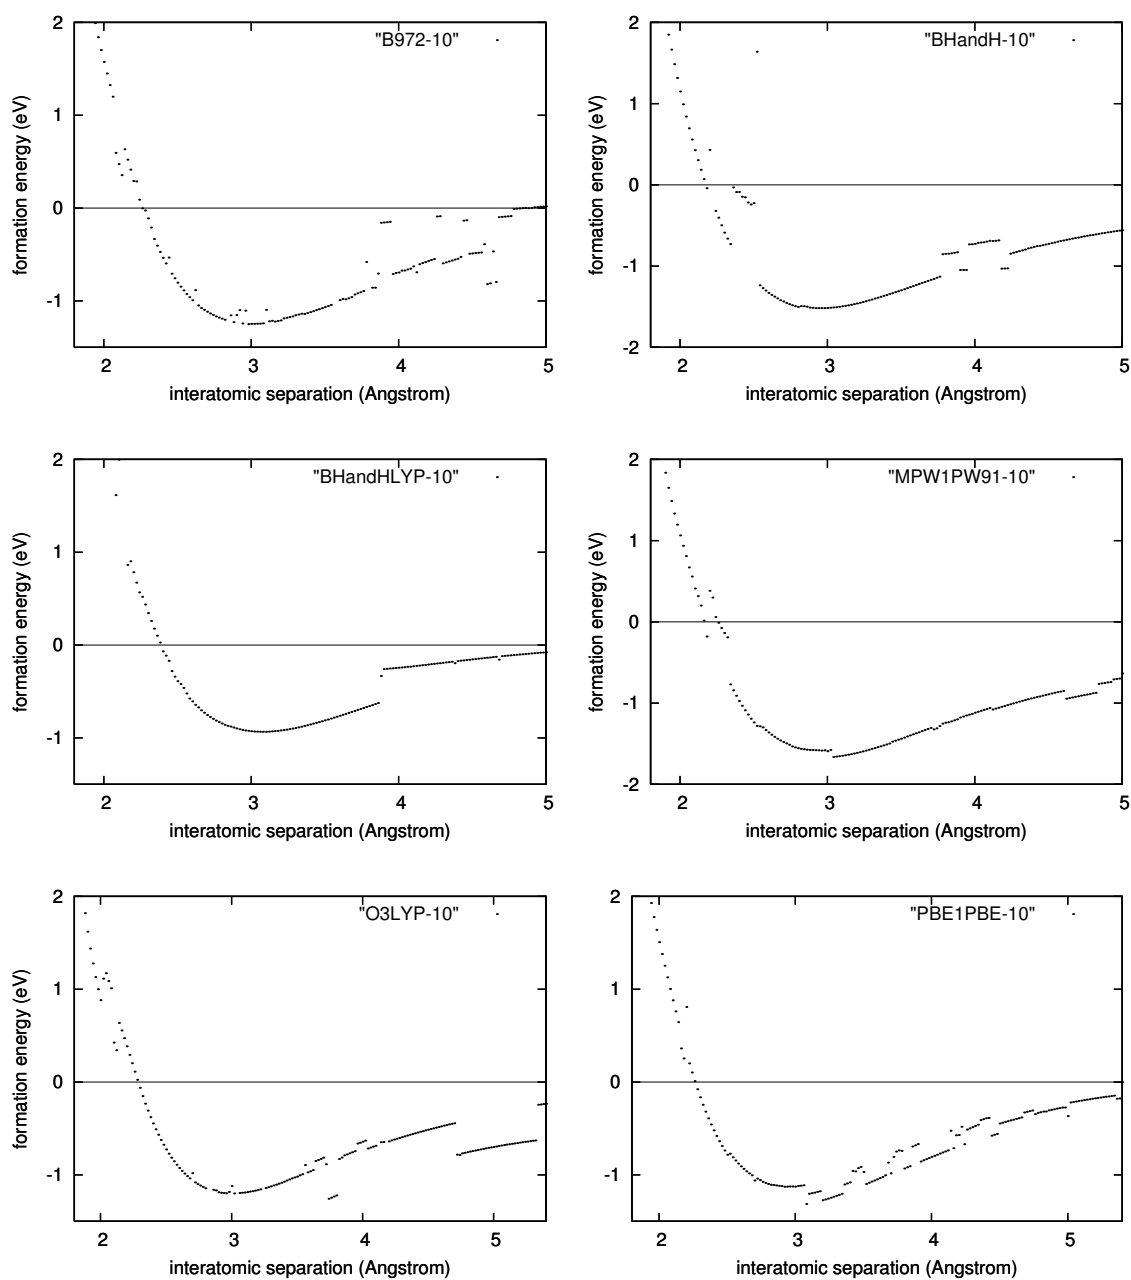 "B972-10"
formation energy (eV)
2
1
0
-1
2 3 4 5
interatomic separation (Angstrom)
"BHandH-10"
formation energy (eV)
2
1
0
-1
-2
2 3 4 5
interatomic separation (Angstrom)
"BHandHLYP-10"
formation energy (eV)
2
1
0
-1
2 3 4 5
interatomic separation (Angstrom)
"MPW1PW91-10"
formation energy (eV)
2
1
0
-1
-2
2 3 4 5
interatomic separation (Angstrom)
"O3LYP-10"
formation energy (eV)
2
1
0
-1
2 3 4 5
interatomic separation (Angstrom)
"PBE1PBE-10"
formation energy (eV)
2
1
0
-1
2 3 4 5
interatomic separation (Angstrom)